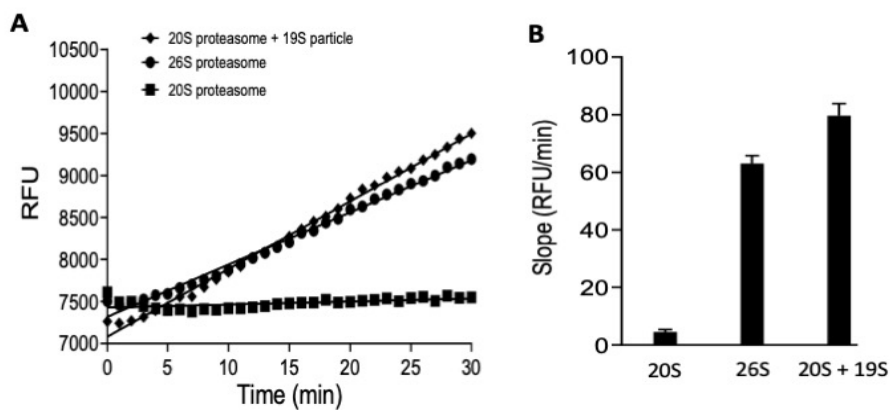 A
20S proteasome + 19S particle
26S proteasome
20S proteasome
10500
10000
9500
9000
8500
8000
7500
7000
RFU
0 5 10 15 20 25 30
Time (min)
B
100
80
60
40
20
0
Slope (RFU/min)
20S 26S 20S + 19S